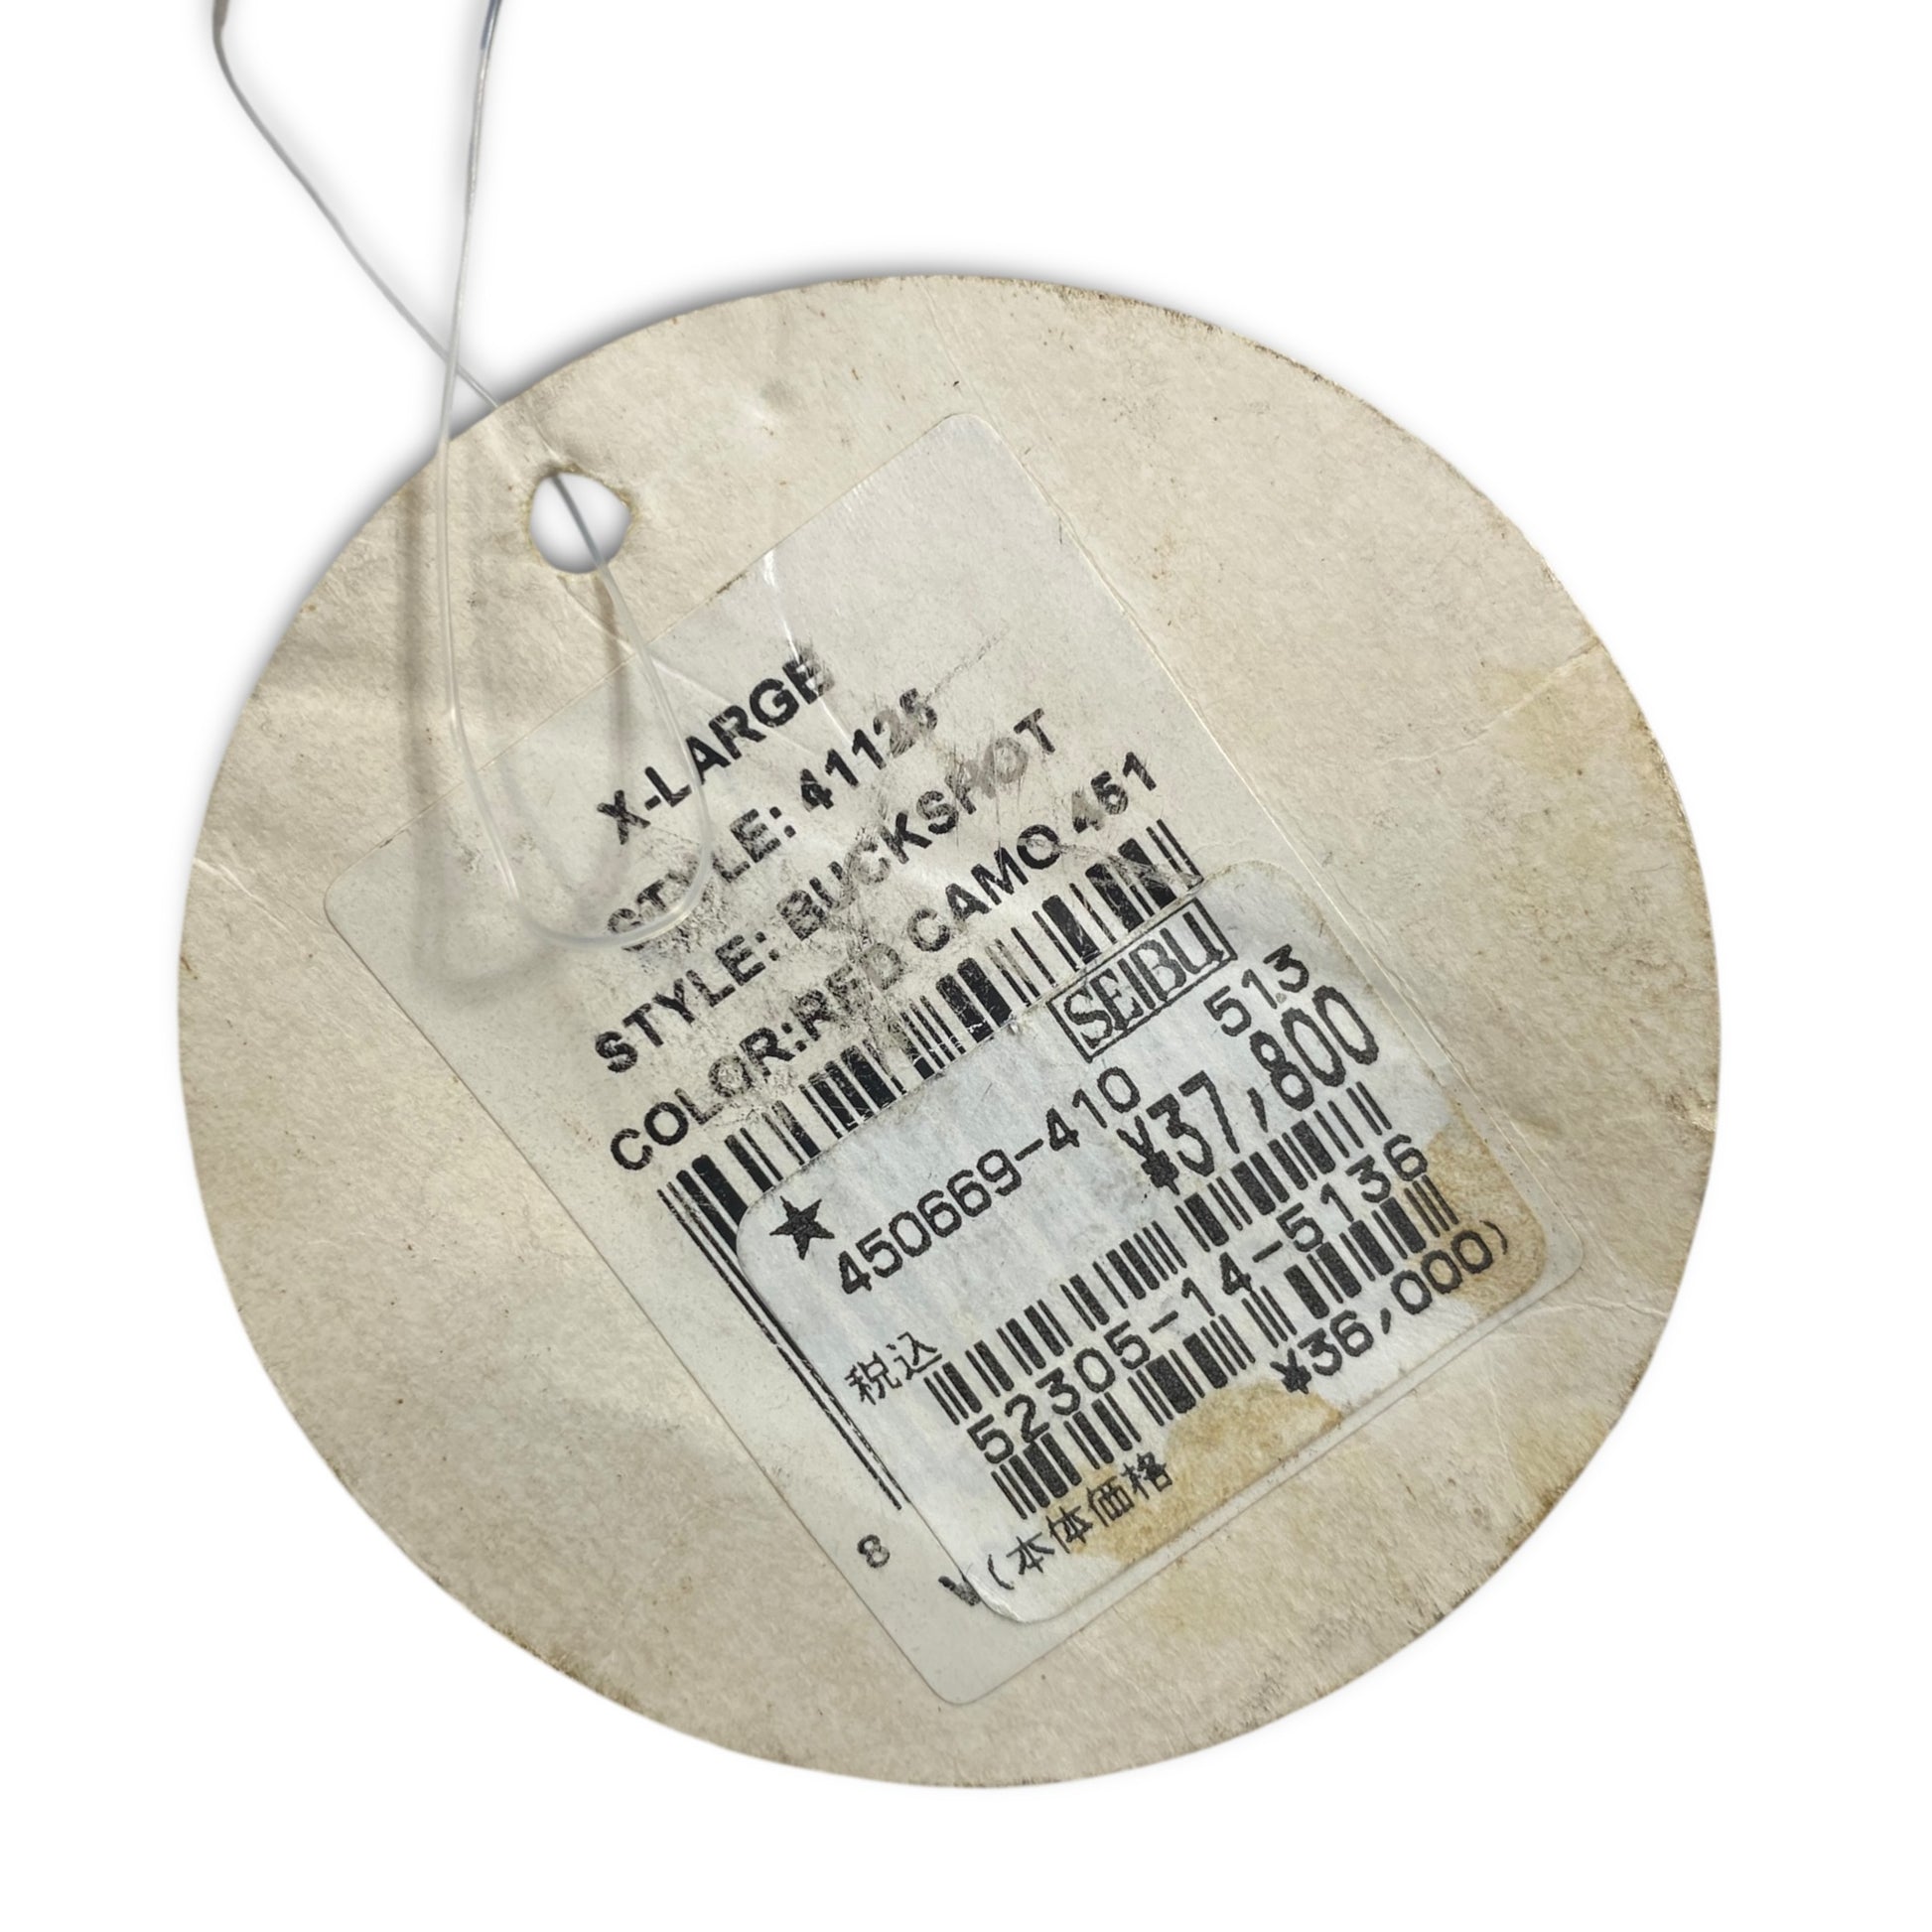 X-LARGE
STYLE: 41125
STYLE: BUCKSHOT
COLOR:RED CAMO 451
SEIBU
513
★ 450669-410
¥37,800
税込
52305-14-5136
(本体価格 ¥36,000)
8